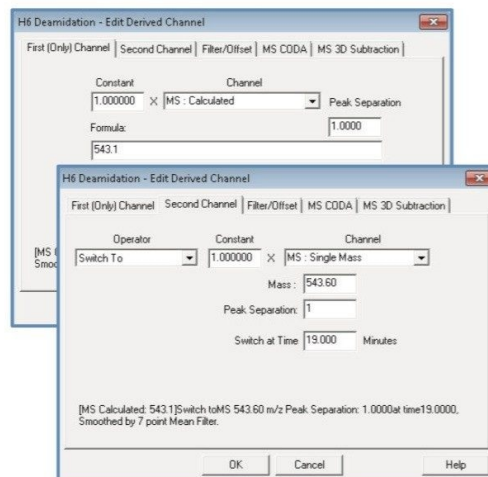 H6 Deamidation - Edit Derived Channel
First (Only) Channel Second Channel Filter/Offset MS CODA MS 3D Subtraction
Constant Channel
1.000000 X MS : Calculated Peak Separation
Formula: 1.0000
543.1
[MS
Smoo
H6 Deamidation - Edit Derived Channel
First (Only) Channel Second Channel Filter/Offset MS CODA MS 3D Subtraction
Operator Constant Channel
Switch To 1.000000 X MS : Single Mass
Mass : 543.60
Peak Separation: 1
Switch at Time 19.000 Minutes
[MS Calculated: 543.1]Switch toMS 543.60 m/z Peak Separation: 1.0000at time19.0000,
Smoothed by 7 point Mean Filter.
OK Cancel Help